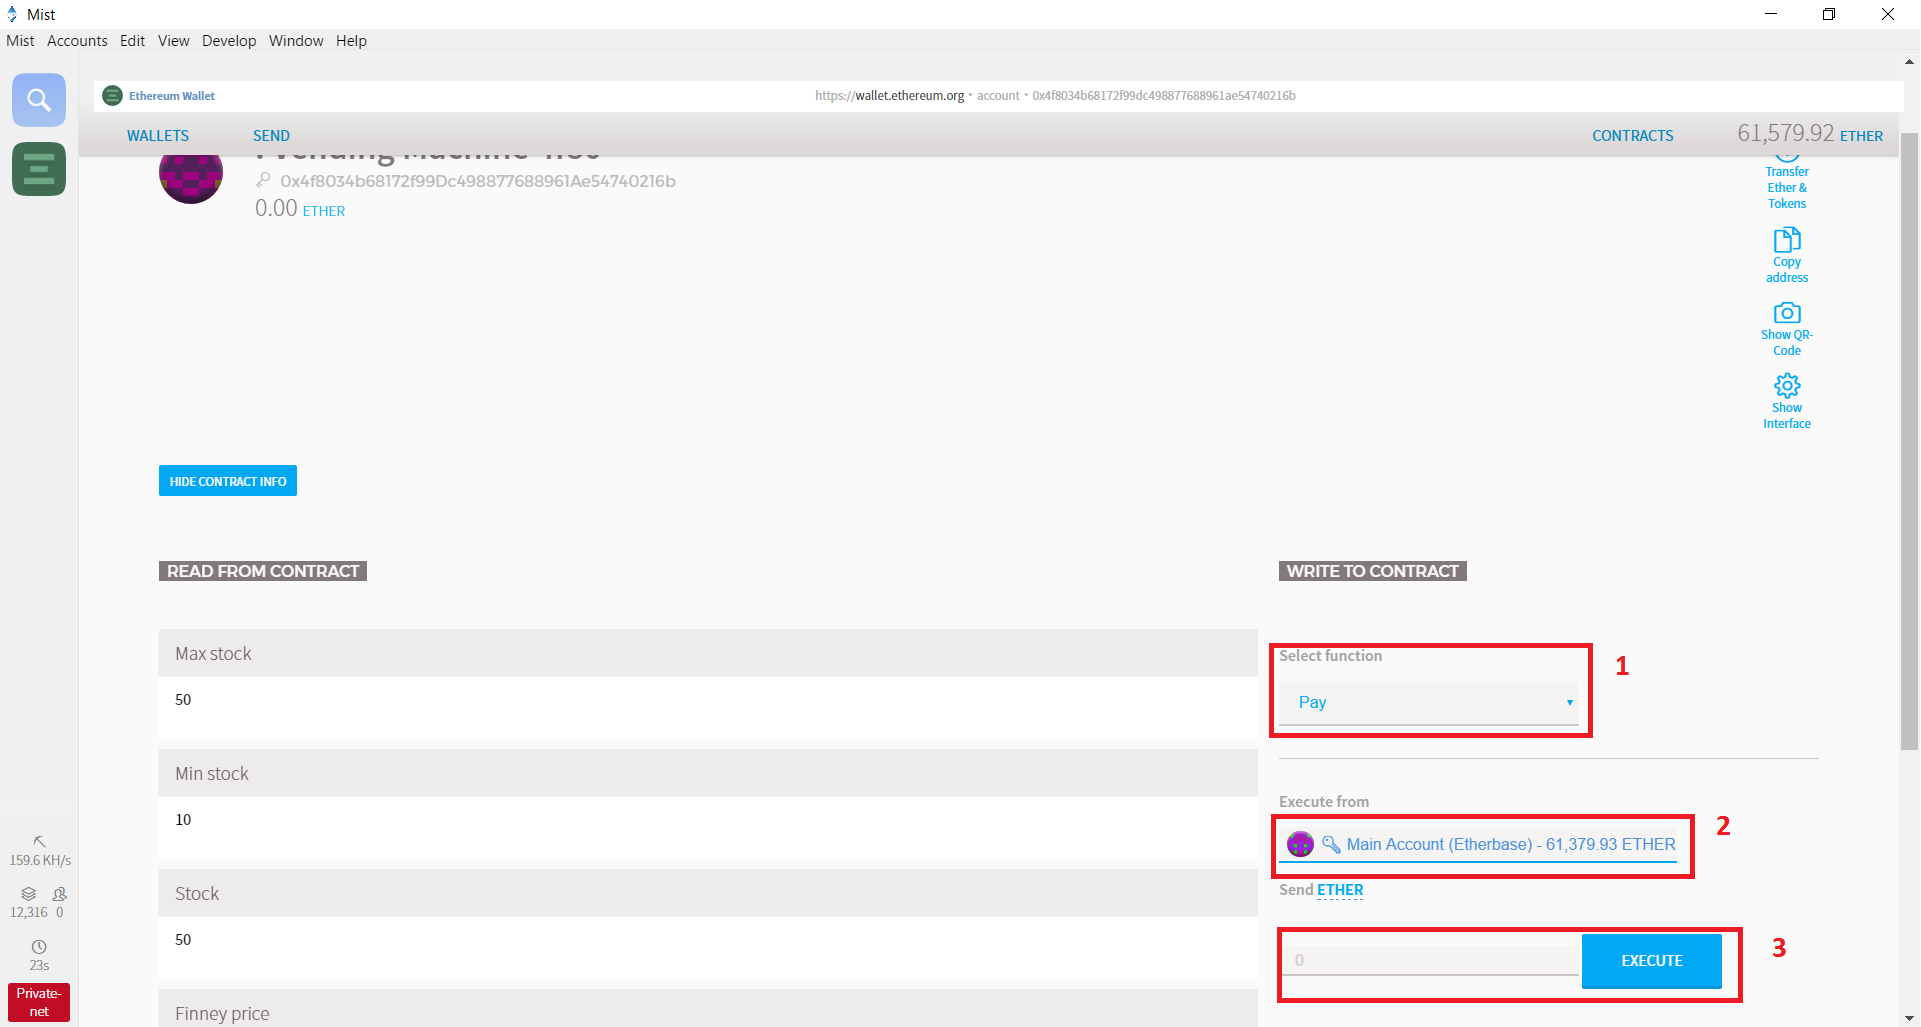 Mist
Mist Accounts Edit View Develop Window Help
Ethereum Wallet
https://wallet.ethereum.org ‣ account ‣ 0x4f8034b68172f99dc498877688961ae54740216b
WALLETS SEND CONTRACTS 61,579.92 ETHER
Vending Machine
0x4f8034b68172f99Dc498877688961Ae54740216b
0.00 ETHER
Transfer
Ether &
Tokens
Copy
address
Show QR-
Code
Show
Interface
HIDE CONTRACT INFO
READ FROM CONTRACT
Max stock
50
Min stock
10
Stock
50
Finney price
WRITE TO CONTRACT
Select function
1
Pay
Execute from
2
Main Account (Etherbase) - 61,379.93 ETHER
Send ETHER
3
0
EXECUTE
159.6 KH/s
12,316 0
23s
Private-
net